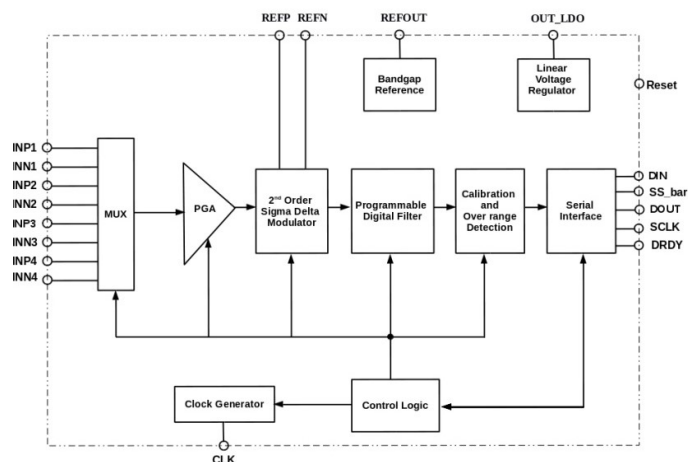 REFP REFN REFOUT OUT_LDO
Bandgap
Reference
Linear
Voltage
Regulator
Reset
INP1
INN1
INP2
INN2
INP3
INN3
INP4
INN4
MUX
PGA
2nd Order
Sigma Delta
Modulator
Programmable
Digital Filter
Calibration
and
Over range
Detection
Serial
Interface
DIN
SS_bar
DOUT
SCLK
DRDY
Clock Generator
Control Logic
CLK